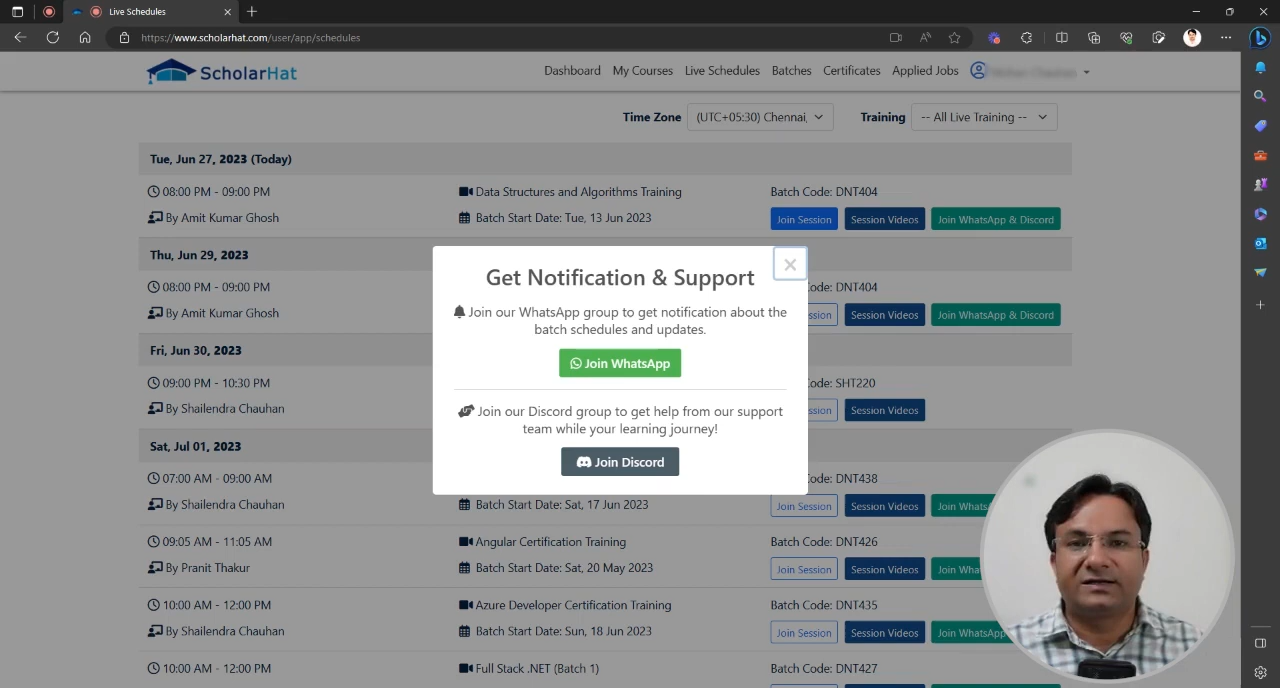 Live Schedules
https://www.scholarhat.com/user/app/schedules
ScholarHat
Dashboard My Courses Live Schedules Batches Certificates Applied Jobs
Time Zone (UTC+05:30) Chennai, Training -- All Live Training --
Tue, Jun 27, 2023 (Today)
08:00 PM - 09:00 PM Data Structures and Algorithms Training Batch Code: DNT404
By Amit Kumar Ghosh Batch Start Date: Tue, 13 Jun 2023 Join Session Session Videos Join WhatsApp & Discord
Thu, Jun 29, 2023
08:00 PM - 09:00 PM Code: DNT404
By Amit Kumar Ghosh Session Videos Join WhatsApp & Discord
Fri, Jun 30, 2023
09:00 PM - 10:30 PM Code: SHT220
By Shailendra Chauhan Session Videos
Sat, Jul 01, 2023
07:00 AM - 09:00 AM Code: DNT438
By Shailendra Chauhan Batch Start Date: Sat, 17 Jun 2023 Join Session Session Videos Join
09:05 AM - 11:05 AM Angular Certification Training Batch Code: DNT426
By Pranit Thakur Batch Start Date: Sat, 20 May 2023 Join Session Session Videos Join
10:00 AM - 12:00 PM Azure Developer Certification Training Batch Code: DNT435
By Shailendra Chauhan Batch Start Date: Sun, 18 Jun 2023 Join Session Session Videos Join WhatsApp
10:00 AM - 12:00 PM Full Stack .NET (Batch 1) Batch Code: DNT427
Get Notification & Support
Join our WhatsApp group to get notification about the
batch schedules and updates.
Join WhatsApp
Join our Discord group to get help from our support
team while your learning journey!
Join Discord